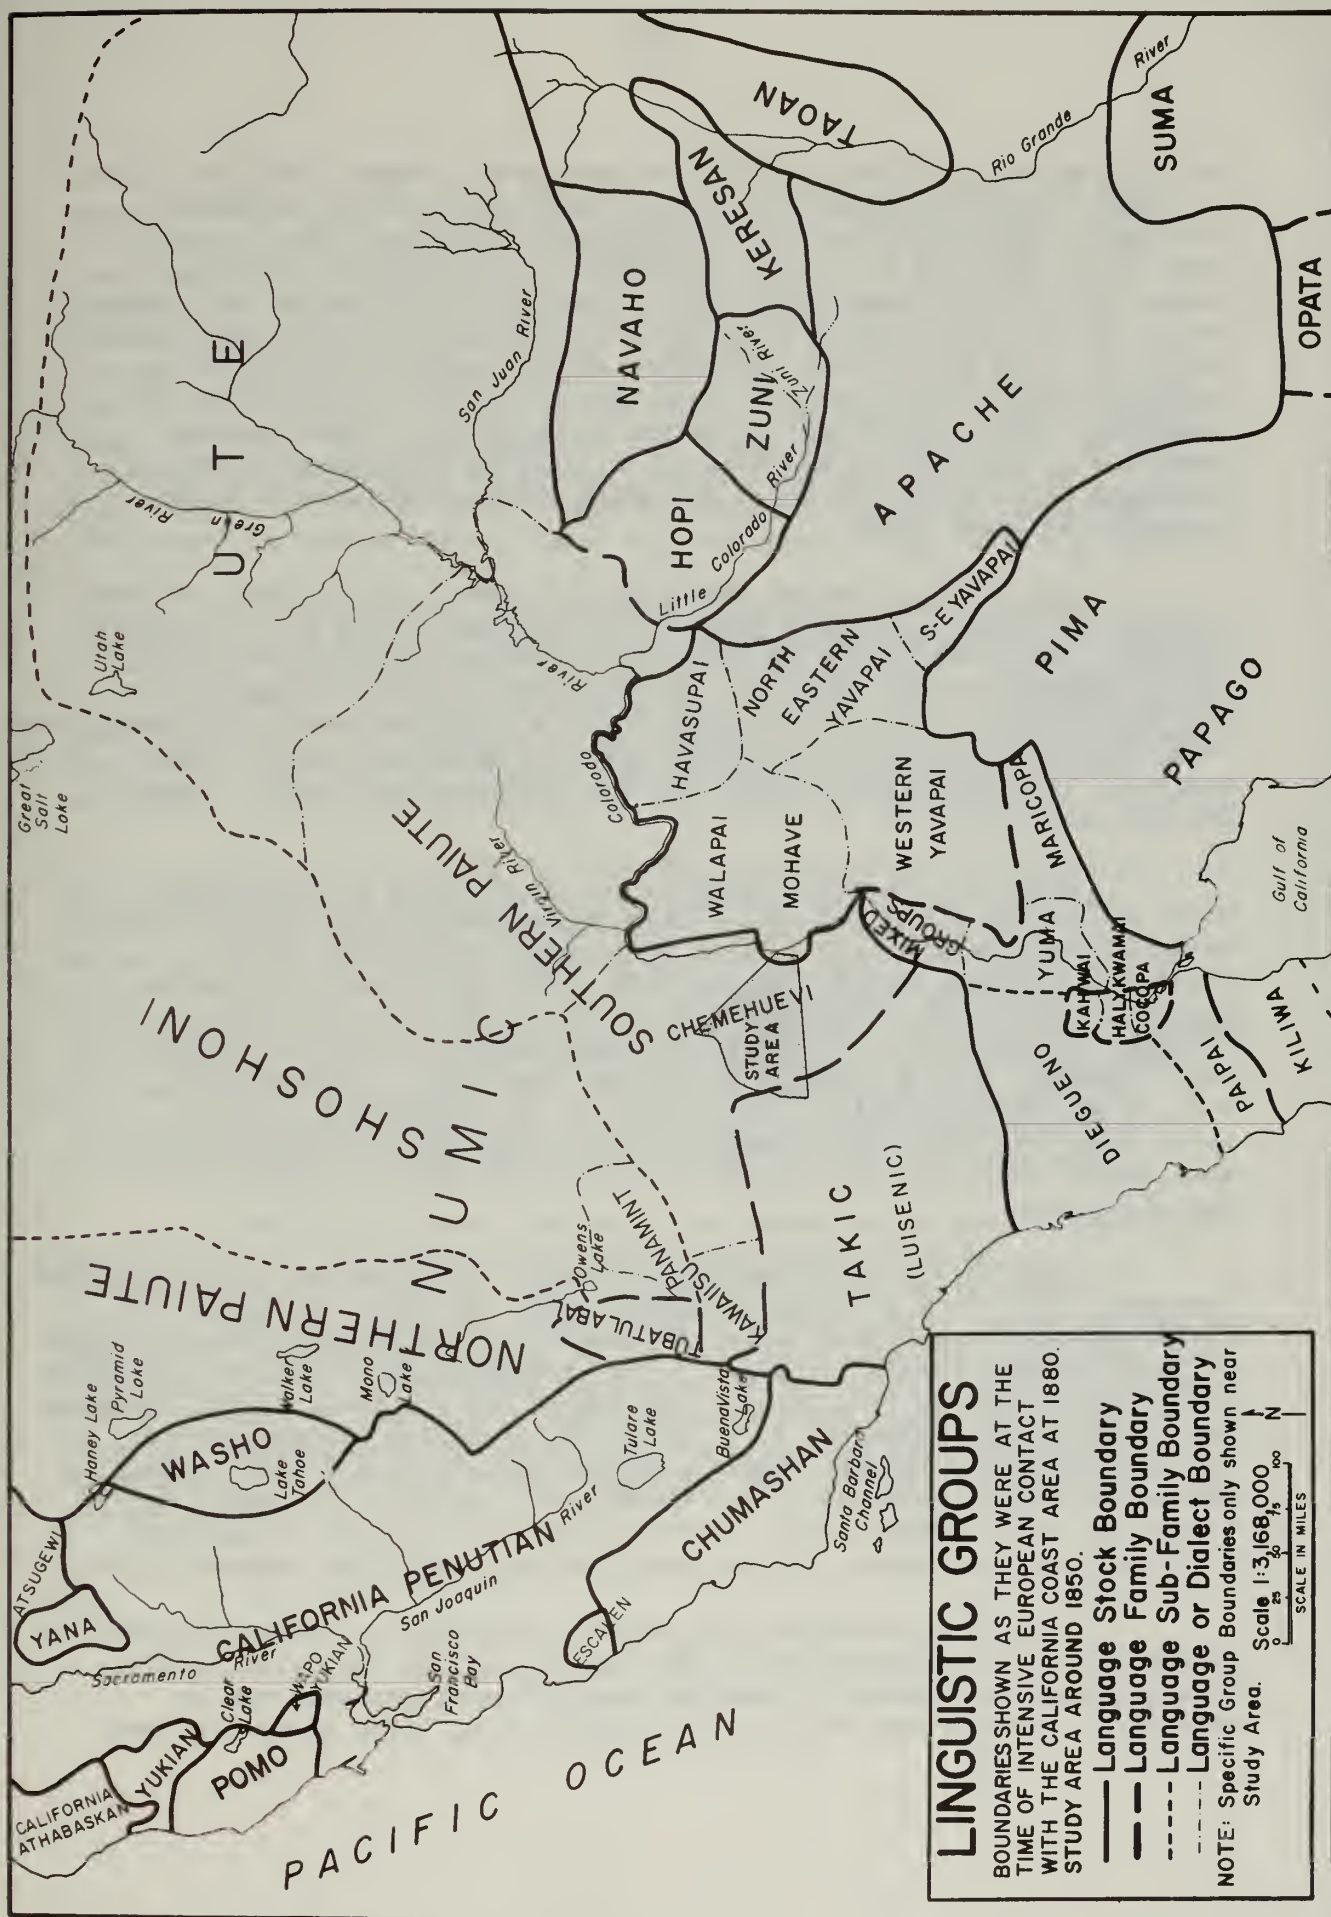 LINGUISTIC GROUPS
BOUNDARIES SHOWN AS THEY WERE AT THE
TIME OF INTENSIVE EUROPEAN CONTACT
WITH THE CALIFORNIA COAST AREA AT 1880.
STUDY AREA AROUND 1850.
Language Stock Boundary
Language Family Boundary
Language Sub-Family Boundary
Language or Dialect Boundary
NOTE: Specific Group Boundaries only shown near
Study Area.
Scale 1:3,168,000
0 25 50 75 100
SCALE IN MILES
N
CALIFORNIA
ATHABASKAN
YUKIAN
POMO
Clear
Lake
WAPO
YUKIAN
Sacramento
River
YANA
ATSUGEWI
Honey Lake
Pyramid
Lake
WASHO
Lake
Tahoe
Walker
Lake
Mono
Lake
CALIFORNIA PENUTIAN
San Joaquin
River
San
Francisco
Bay
ESCALEN
Tulare
Lake
Buena Vista
Lake
CHUMASHAN
Santa Barbara
Channel
PACIFIC OCEAN
NORTHERN PAIUTE
NUMIC
SHOSHONI
Owens
Lake
TUBATULABAL
PANAMINT
KAWAIISU
TAKIC
(LUISENIC)
SOUTHERN PAIUTE
CHEMEHUEVI
STUDY
AREA
Great
Salt
Lake
Utah
Lake
UTE
Green
River
San Juan River
Colorado
River
Virgin River
HAVASUPAI
WALAPAI
MOHAVE
NORTH
EASTERN
YAVAPAI
WESTERN
YAVAPAI
S-E YAVAPAI
MIXED
GROUPS
YUMA
MARICOPA
KAHWAI
HALYKWAMAI
COCOPA
DIEGUENO
PAIPAI
KILIWA
Gulf of
California
PIMA
PAPAGO
APACHE
HOPI
Little
Colorado
River
NAVAHO
ZUNI
Zuni River
KERESAN
TAOAN
Rio Grande
River
SUMA
OPATA